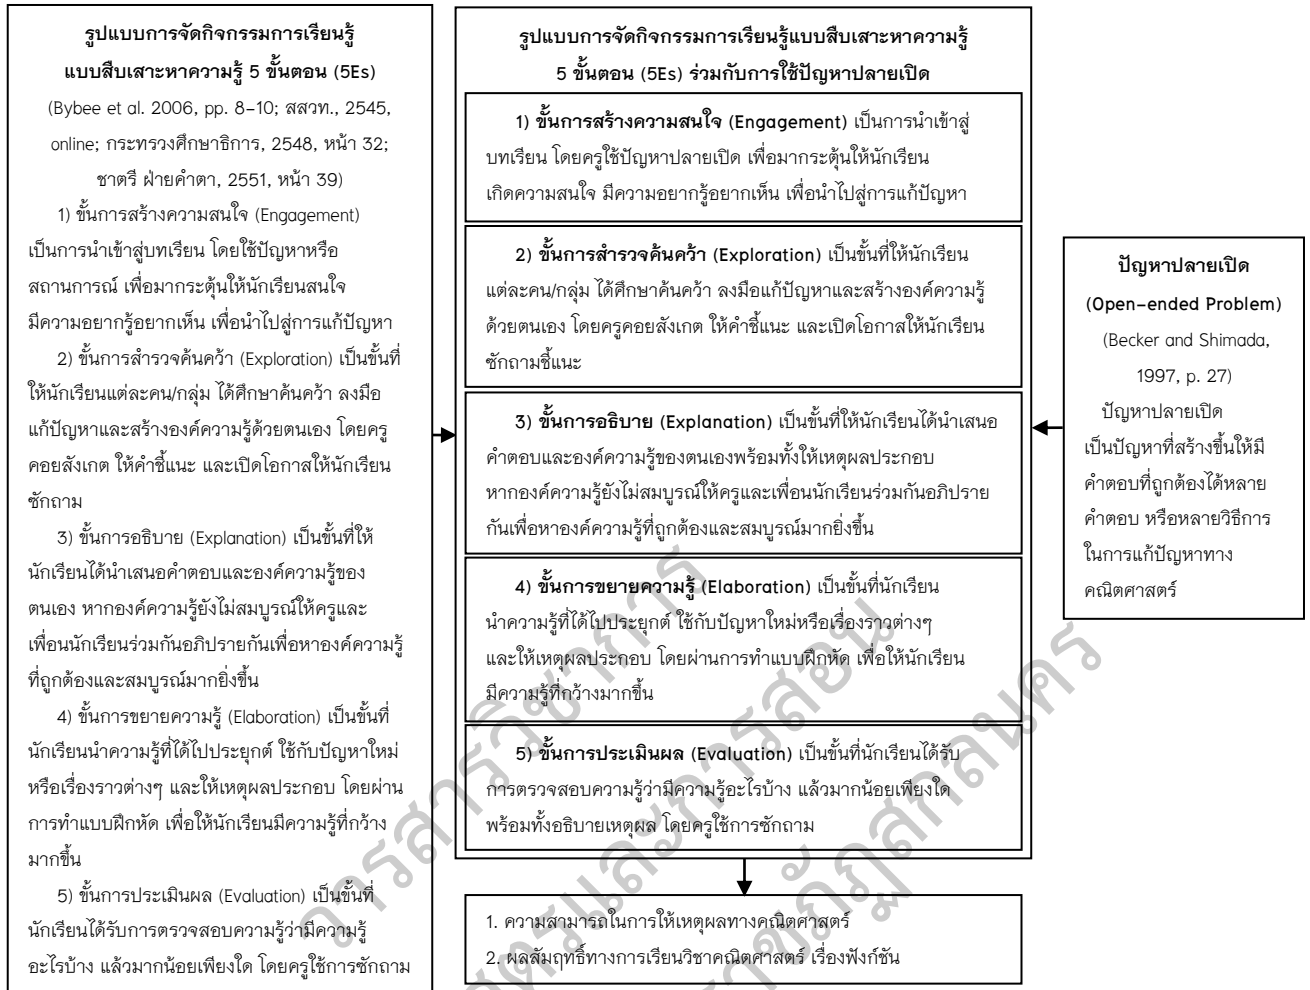 รูปแบบการจัดกิจกรรมการเรียนรู้
แบบสืบเสาะหาความรู้ 5 ขั้นตอน (5Es)
(Bybee et al. 2006, pp. 8–10; สสวท., 2545,
online; กระทรวงศึกษาธิการ, 2548, หน้า 32;
ชาตรี ฝ่ายคำตา, 2551, หน้า 39)
1) ขั้นการสร้างความสนใจ (Engagement)
เป็นการนำเข้าสู่บทเรียน โดยใช้ปัญหาหรือ
สถานการณ์ เพื่อมากระตุ้นให้นักเรียนสนใจ
มีความอยากรู้อยากเห็น เพื่อนำไปสู่การแก้ปัญหา
2) ขั้นการสำรวจค้นคว้า (Exploration) เป็นขั้นที่
ให้นักเรียนแต่ละคน/กลุ่ม ได้ศึกษาค้นคว้า ลงมือ
แก้ปัญหาและสร้างองค์ความรู้ด้วยตนเอง โดยครู
คอยสังเกต ให้คำชี้แนะ และเปิดโอกาสให้นักเรียน
ซักถาม
3) ขั้นการอธิบาย (Explanation) เป็นขั้นที่ให้
นักเรียนได้นำเสนอคำตอบและองค์ความรู้ของ
ตนเอง หากองค์ความรู้ยังไม่สมบูรณ์ให้ครูและ
เพื่อนนักเรียนร่วมกันอภิปรายกันเพื่อหาองค์ความรู้
ที่ถูกต้องและสมบูรณ์มากยิ่งขึ้น
4) ขั้นการขยายความรู้ (Elaboration) เป็นขั้นที่
นักเรียนนำความรู้ที่ได้ไปประยุกต์ ใช้กับปัญหาใหม่
หรือเรื่องราวต่างๆ และให้เหตุผลประกอบ โดยผ่าน
การทำแบบฝึกหัด เพื่อให้นักเรียนมีความรู้ที่กว้าง
มากขึ้น
5) ขั้นการประเมินผล (Evaluation) เป็นขั้นที่
นักเรียนได้รับการตรวจสอบความรู้ว่ามีความรู้
อะไรบ้าง แล้วมากน้อยเพียงใด โดยครูใช้การซักถาม
รูปแบบการจัดกิจกรรมการเรียนรู้แบบสืบเสาะหาความรู้
5 ขั้นตอน (5Es) ร่วมกับการใช้ปัญหาปลายเปิด
1) ขั้นการสร้างความสนใจ (Engagement) เป็นการนำเข้าสู่
บทเรียน โดยครูใช้ปัญหาปลายเปิด เพื่อมากระตุ้นให้นักเรียน
เกิดความสนใจ มีความอยากรู้อยากเห็น เพื่อนำไปสู่การแก้ปัญหา
2) ขั้นการสำรวจค้นคว้า (Exploration) เป็นขั้นที่ให้นักเรียน
แต่ละคน/กลุ่ม ได้ศึกษาค้นคว้า ลงมือแก้ปัญหาและสร้างองค์ความรู้
ด้วยตนเอง โดยครูคอยสังเกต ให้คำชี้แนะ และเปิดโอกาสให้นักเรียน
ซักถามชี้แนะ
3) ขั้นการอธิบาย (Explanation) เป็นขั้นที่ให้นักเรียนได้นำเสนอ
คำตอบและองค์ความรู้ของตนเองพร้อมทั้งให้เหตุผลประกอบ
หากองค์ความรู้ยังไม่สมบูรณ์ให้ครูและเพื่อนนักเรียนร่วมกันอภิปราย
กันเพื่อหาองค์ความรู้ที่ถูกต้องและสมบูรณ์มากยิ่งขึ้น
4) ขั้นการขยายความรู้ (Elaboration) เป็นขั้นที่นักเรียน
นำความรู้ที่ได้ไปประยุกต์ ใช้กับปัญหาใหม่หรือเรื่องราวต่างๆ
และให้เหตุผลประกอบ โดยผ่านการทำแบบฝึกหัด เพื่อให้นักเรียน
มีความรู้ที่กว้างมากขึ้น
5) ขั้นการประเมินผล (Evaluation) เป็นขั้นที่นักเรียนได้รับ
การตรวจสอบความรู้ว่ามีความรู้อะไรบ้าง แล้วมากน้อยเพียงใด
พร้อมทั้งอธิบายเหตุผล โดยครูใช้การซักถาม
1. ความสามารถในการให้เหตุผลทางคณิตศาสตร์
2. ผลสัมฤทธิ์ทางการเรียนวิชาคณิตศาสตร์ เรื่องฟังก์ชัน
ปัญหาปลายเปิด
(Open–ended Problem)
(Becker and Shimada,
1997, p. 27)
ปัญหาปลายเปิด
เป็นปัญหาที่สร้างขึ้นให้มี
คำตอบที่ถูกต้องได้หลาย
คำตอบ หรือหลายวิธีการ
ในการแก้ปัญหาทาง
คณิตศาสตร์